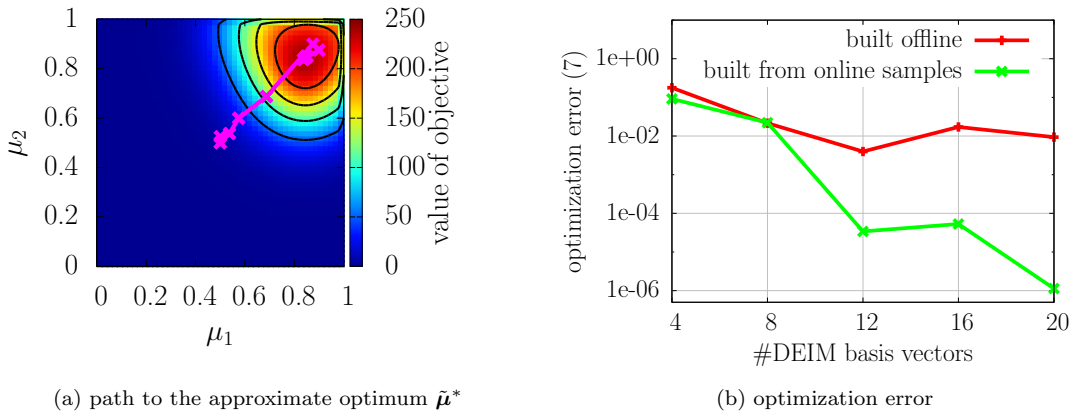 1
0.8
0.6
0.4
0.2
0
μ2
0 0.2 0.4 0.6 0.8 1
μ1
250
200
150
100
50
0
value of objective
(a) path to the approximate optimum μ̃*
built offline
built from online samples
1e+00
1e-02
1e-04
1e-06
optimization error (7)
4 8 12 16 20
#DEIM basis vectors
(b) optimization error